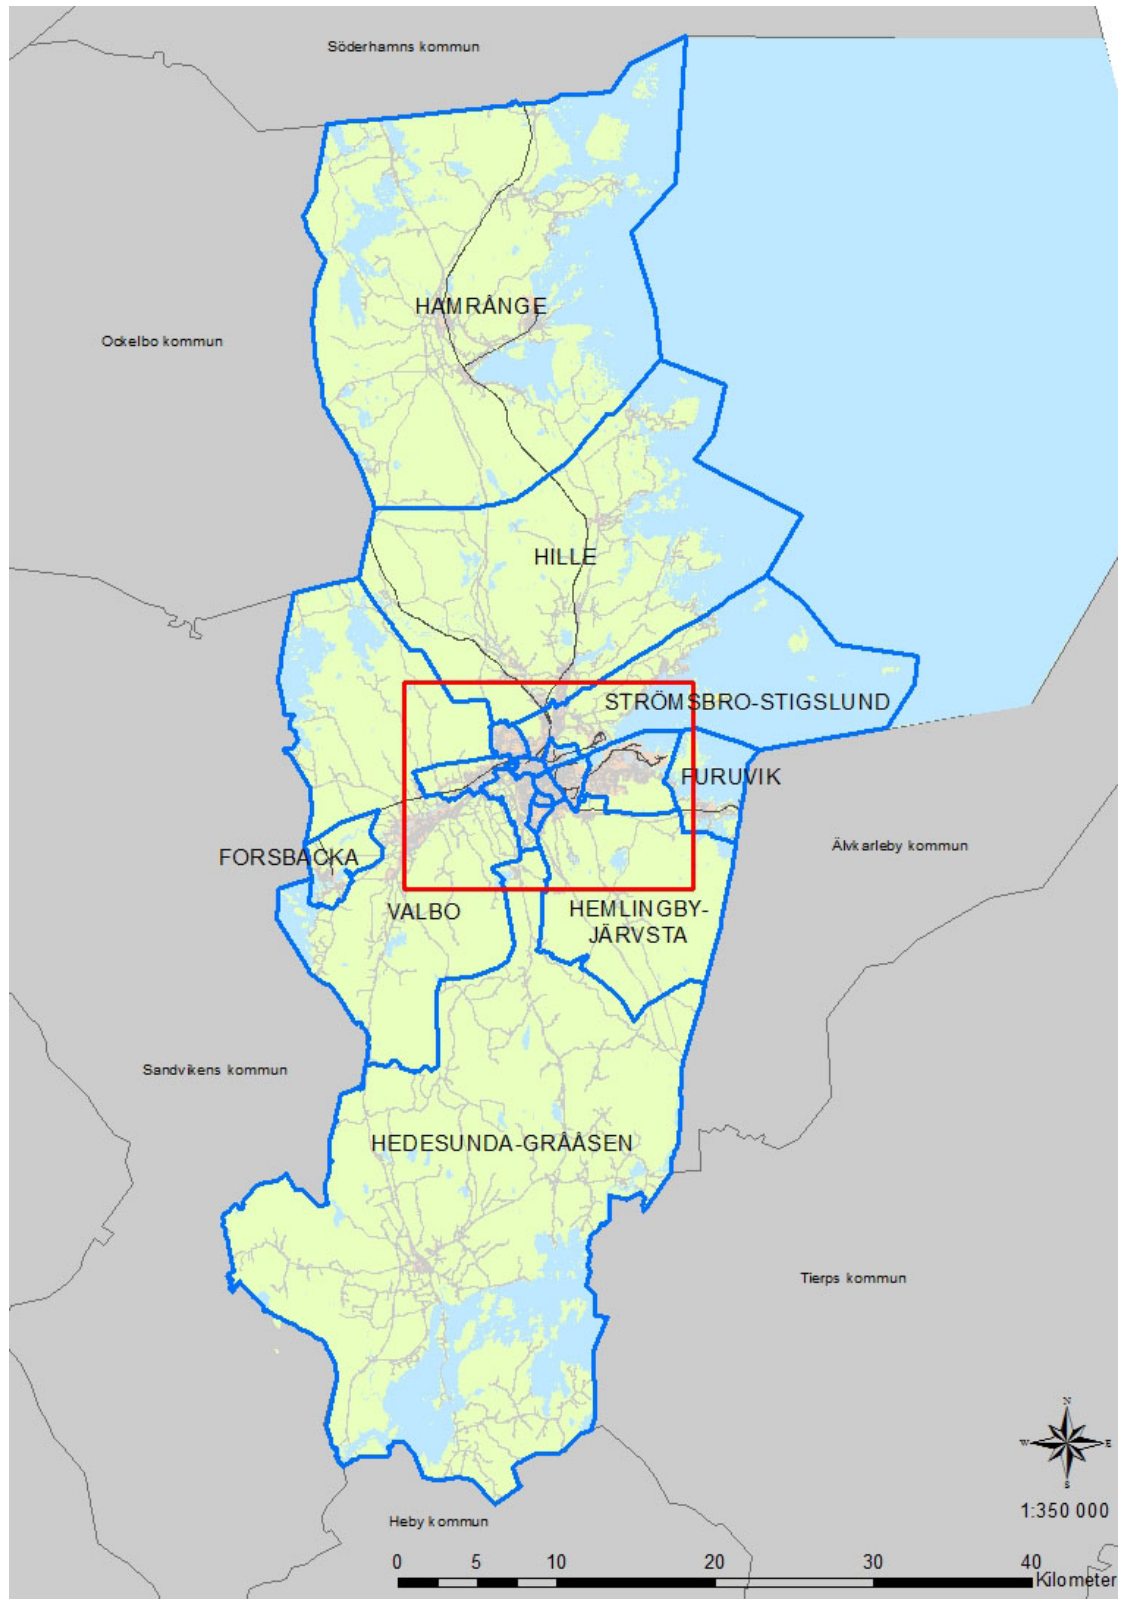 Söderhamns kommun
HAMRÅNGE
Ockelbo kommun
HILLE
STRÖMSBRO-STIGSLUND
FURUVIK
Älvkarleby kommun
FORSBACKA
VALBO
HEMLINGBY-
JÄRVSTA
Sandvikens kommun
HEDESUNDA-GRÅÅSEN
Tierps kommun
N
W
E
S
1:350 000
Heby kommun
0 5 10 20 30 40
Kilometer